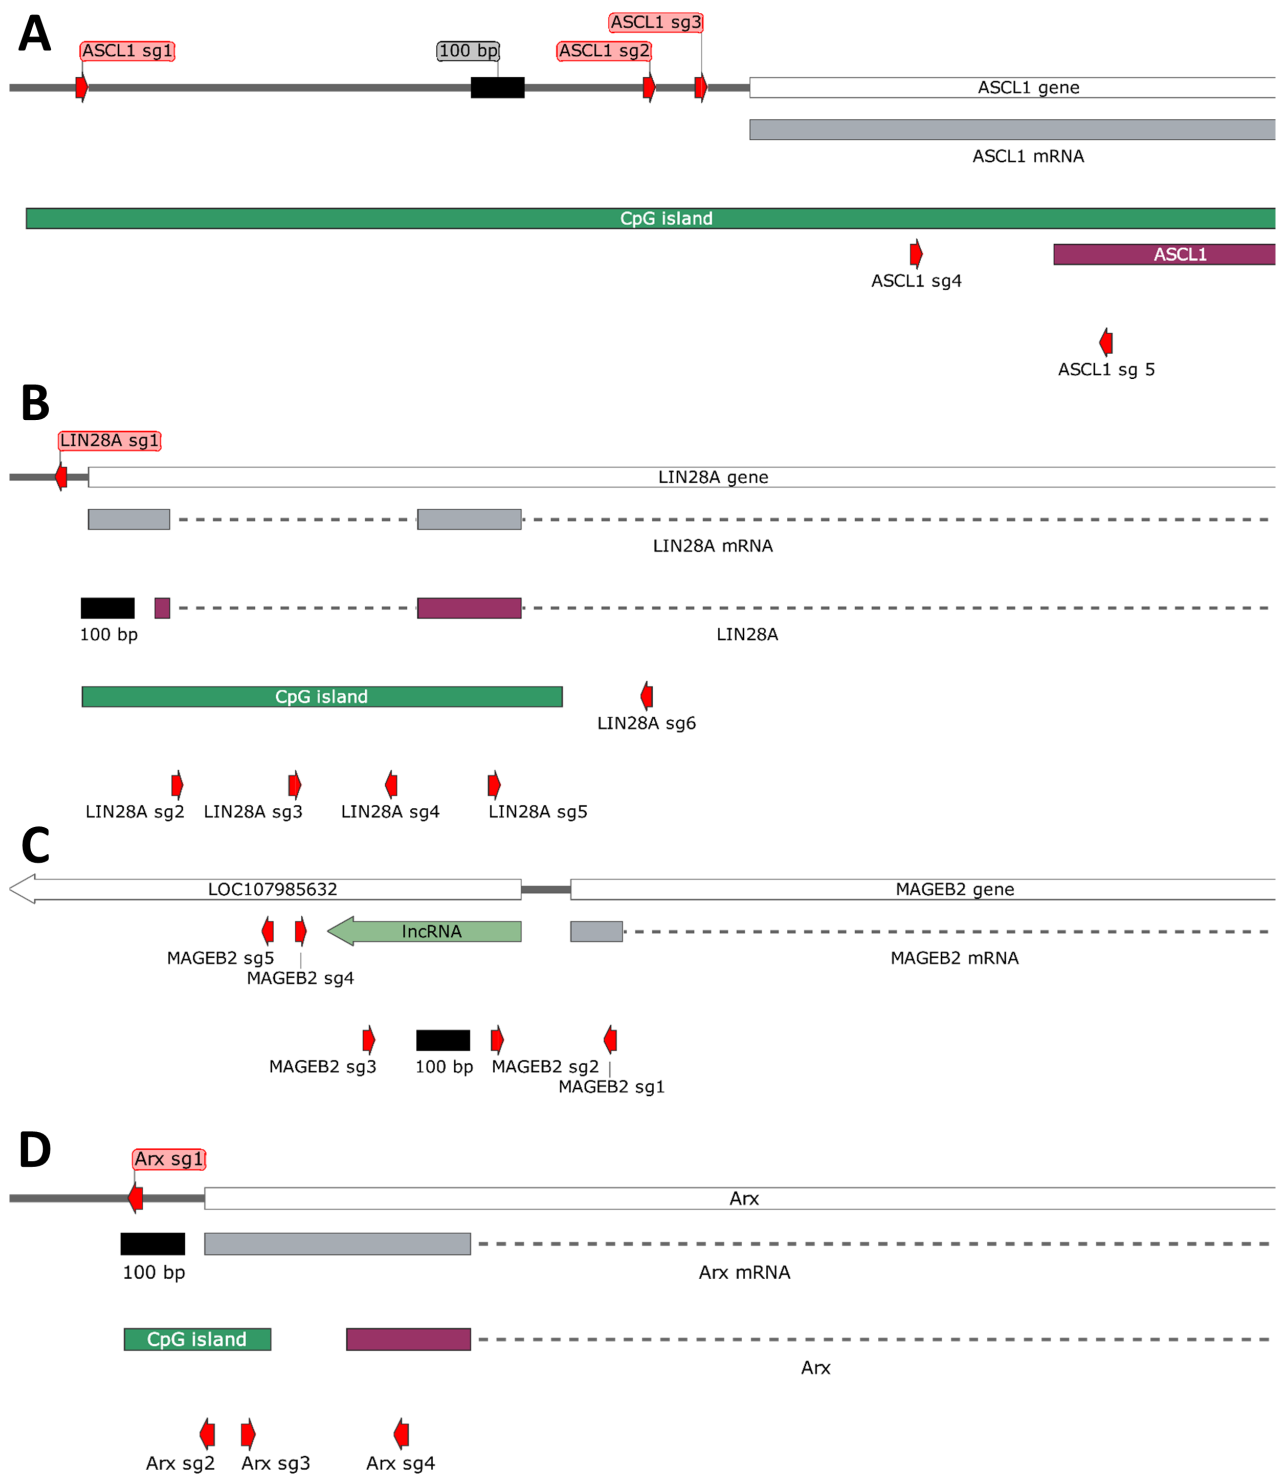 A
ASCL1 sg3
ASCL1 sg1
100 bp
ASCL1 sg2
ASCL1 gene
ASCL1 mRNA
CpG island
ASCL1
ASCL1 sg4
ASCL1 sg 5
B
LIN28A sg1
LIN28A gene
LIN28A mRNA
100 bp
LIN28A
CpG island
LIN28A sg6
LIN28A sg2
LIN28A sg3
LIN28A sg4
LIN28A sg5
C
LOC107985632
MAGEB2 gene
lncRNA
MAGEB2 sg5
MAGEB2 mRNA
MAGEB2 sg4
MAGEB2 sg3
100 bp
MAGEB2 sg2
MAGEB2 sg1
D
Arx sg1
Arx
100 bp
Arx mRNA
CpG island
Arx
Arx sg2
Arx sg3
Arx sg4